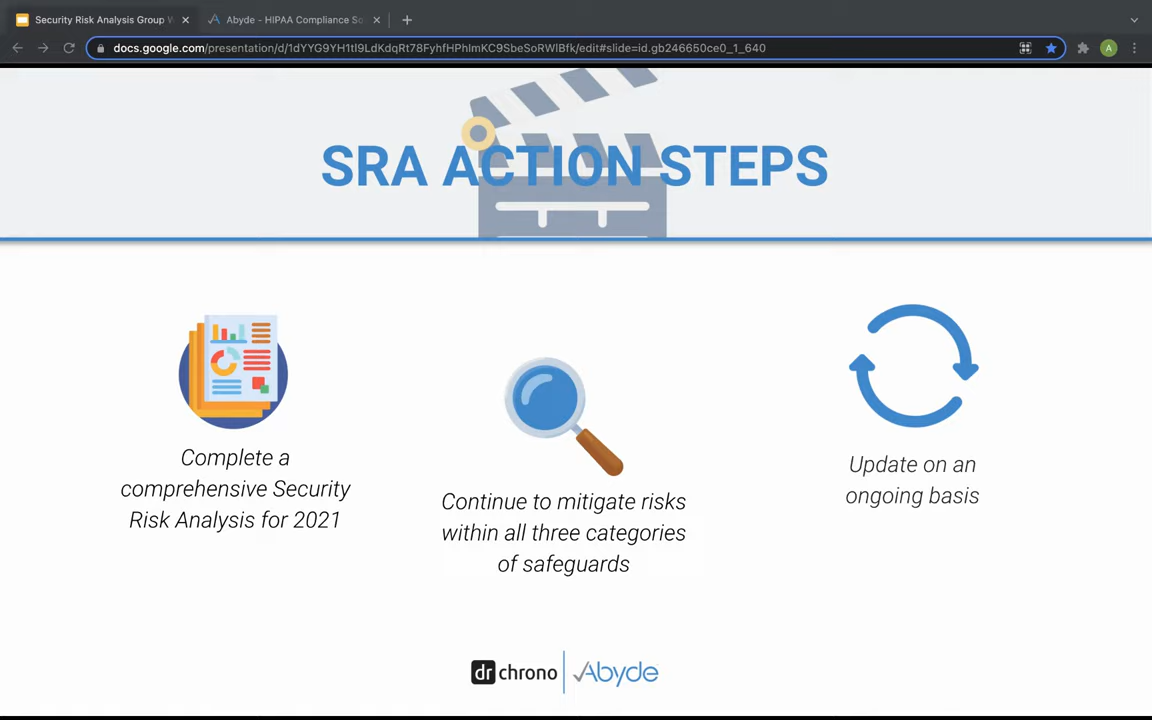 Security Risk Analysis Group
Abyde - HIPAA Compliance So
docs.google.com/presentation/d/1dYYG9YH1tl9LdKdqRt78FyhfHPhlmKC9SbeSoRWlBfk/edit#slide=id.gb246650ce0_1_640
A
SRA ACTION STEPS
Complete a
comprehensive Security
Risk Analysis for 2021
Continue to mitigate risks
within all three categories
of safeguards
Update on an
ongoing basis
dr chrono
Abyde